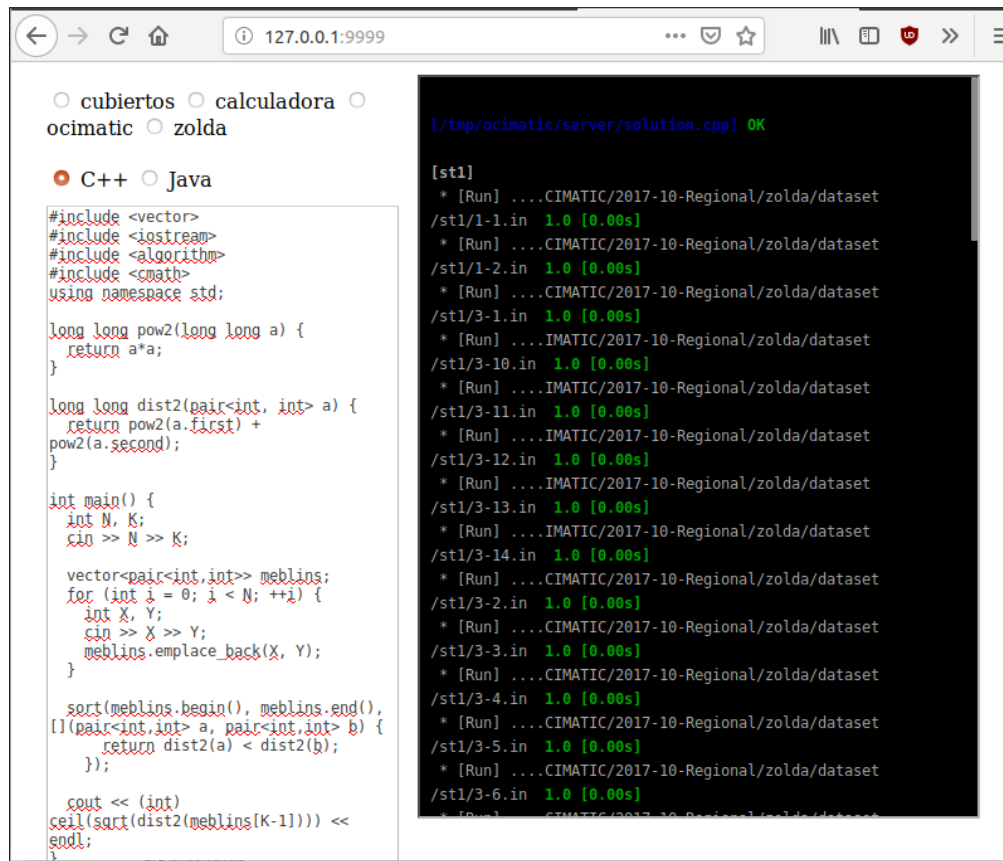 127.0.0.1:9999
cubiertos calculadora
ocimatic zolda
C++ Java
#include <vector>
#include <iostream>
#include <algorithm>
#include <cmath>
using namespace std;
long long pow2(long long a) {
return a*a;
}
long long dist2(pair<int, int> a) {
return pow2(a.first) +
pow2(a.second);
}
int main() {
int N, K;
cin >> N >> K;
vector<pair<int,int>> meblins;
for (int i = 0; i < N; ++i) {
int X, Y;
cin >> X >> Y;
meblins.emplace_back(X, Y);
}
sort(meblins.begin(), meblins.end(),
[](pair<int,int> a, pair<int,int> b) {
return dist2(a) < dist2(b);
});
cout << (int)
ceil(sqrt(dist2(meblins[K-1]))) <<
endl;
}
[/tmp/ocimatic/server/solution.cpp] OK
[st1]
* [Run] ....CIMATIC/2017-10-Regional/zolda/dataset
/st1/1-1.in 1.0 [0.00s]
* [Run] ....CIMATIC/2017-10-Regional/zolda/dataset
/st1/1-2.in 1.0 [0.00s]
* [Run] ....CIMATIC/2017-10-Regional/zolda/dataset
/st1/3-1.in 1.0 [0.00s]
* [Run] ....IMATIC/2017-10-Regional/zolda/dataset
/st1/3-10.in 1.0 [0.00s]
* [Run] ....IMATIC/2017-10-Regional/zolda/dataset
/st1/3-11.in 1.0 [0.00s]
* [Run] ....IMATIC/2017-10-Regional/zolda/dataset
/st1/3-12.in 1.0 [0.00s]
* [Run] ....IMATIC/2017-10-Regional/zolda/dataset
/st1/3-13.in 1.0 [0.00s]
* [Run] ....IMATIC/2017-10-Regional/zolda/dataset
/st1/3-14.in 1.0 [0.00s]
* [Run] ....CIMATIC/2017-10-Regional/zolda/dataset
/st1/3-2.in 1.0 [0.00s]
* [Run] ....CIMATIC/2017-10-Regional/zolda/dataset
/st1/3-3.in 1.0 [0.00s]
* [Run] ....CIMATIC/2017-10-Regional/zolda/dataset
/st1/3-4.in 1.0 [0.00s]
* [Run] ....CIMATIC/2017-10-Regional/zolda/dataset
/st1/3-5.in 1.0 [0.00s]
* [Run] ....CIMATIC/2017-10-Regional/zolda/dataset
/st1/3-6.in 1.0 [0.00s]
* [Run] ....CIMATIC/2017-10-Regional/zolda/dataset